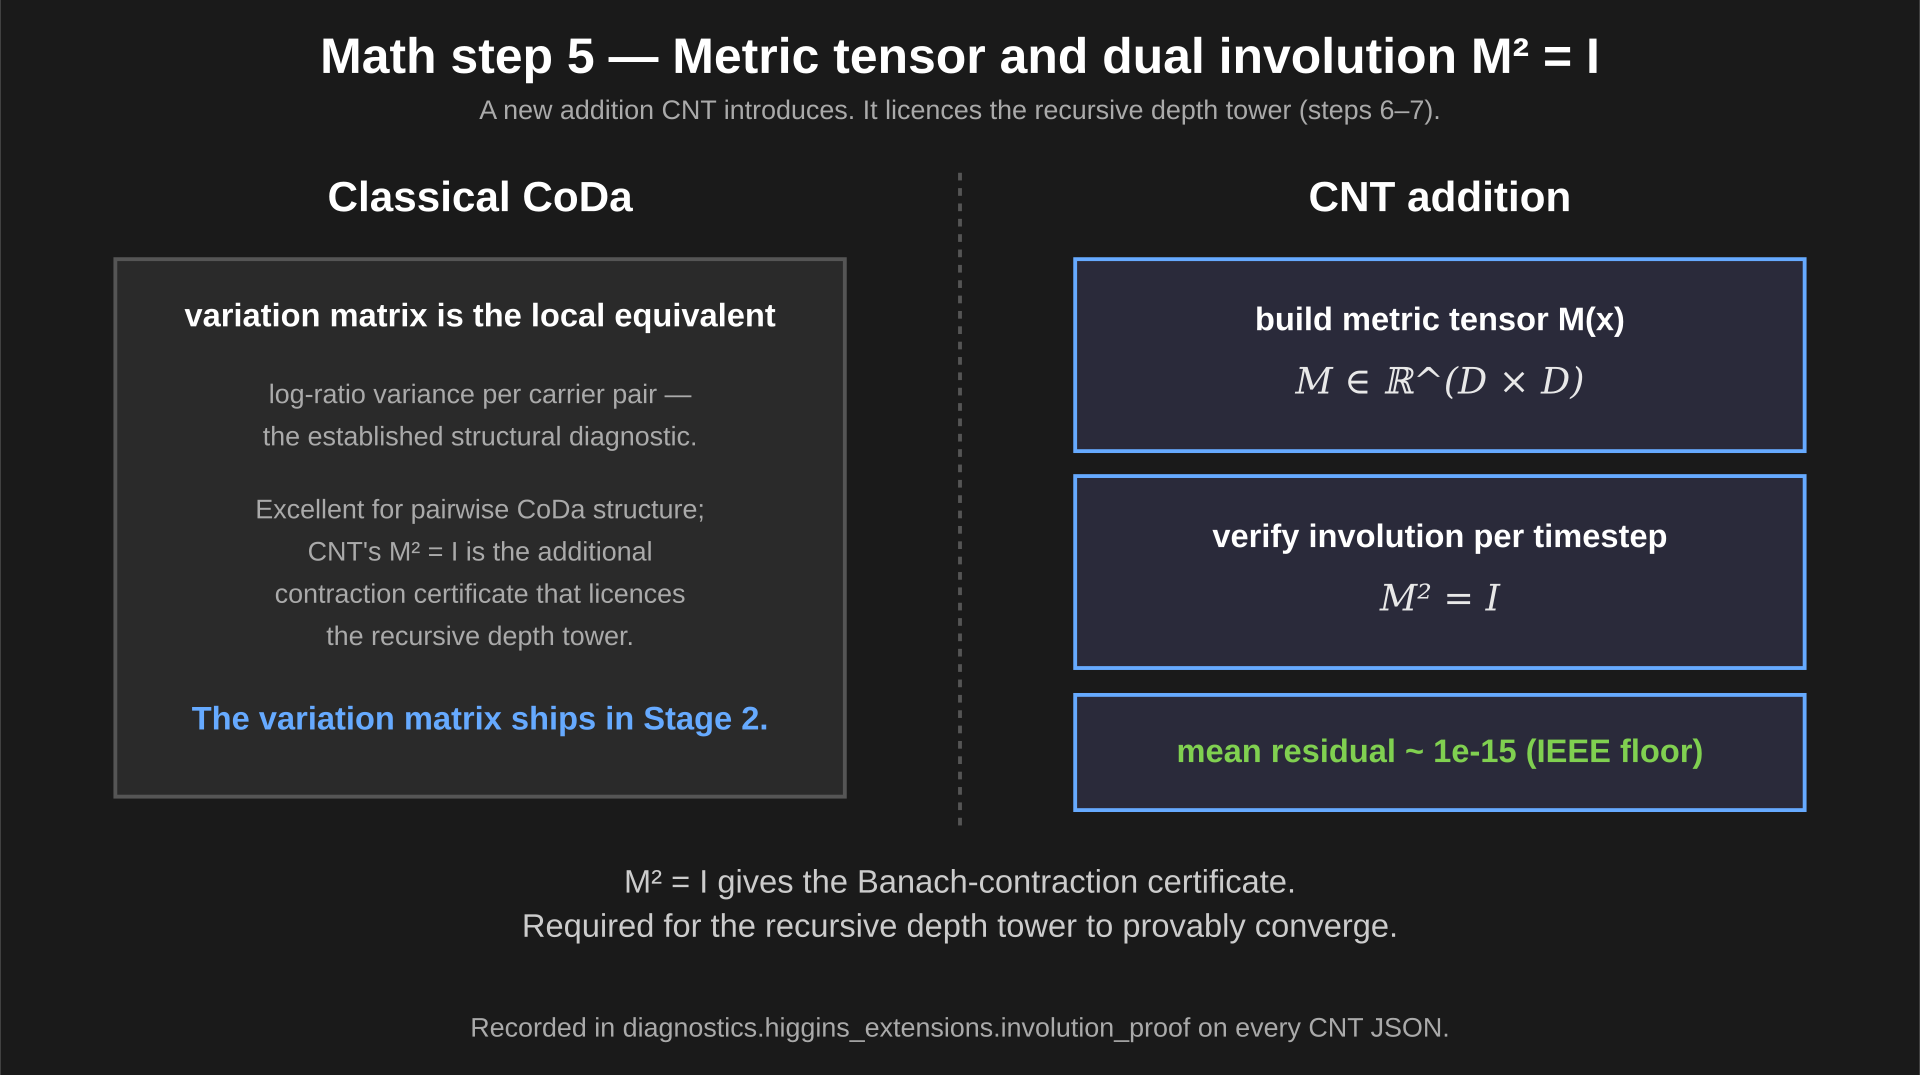 Math step 5 — Metric tensor and dual involution M² = I
A new addition CNT introduces. It licences the recursive depth tower (steps 6–7).
Classical CoDa
variation matrix is the local equivalent
log-ratio variance per carrier pair —
the established structural diagnostic.
Excellent for pairwise CoDa structure;
CNT's M² = I is the additional
contraction certificate that licences
the recursive depth tower.
The variation matrix ships in Stage 2.
CNT addition
build metric tensor M(x)
M ∈ ℝ^(D × D)
verify involution per timestep
M² = I
mean residual ~ 1e-15 (IEEE floor)
M² = I gives the Banach-contraction certificate.
Required for the recursive depth tower to provably converge.
Recorded in diagnostics.higgins_extensions.involution_proof on every CNT JSON.